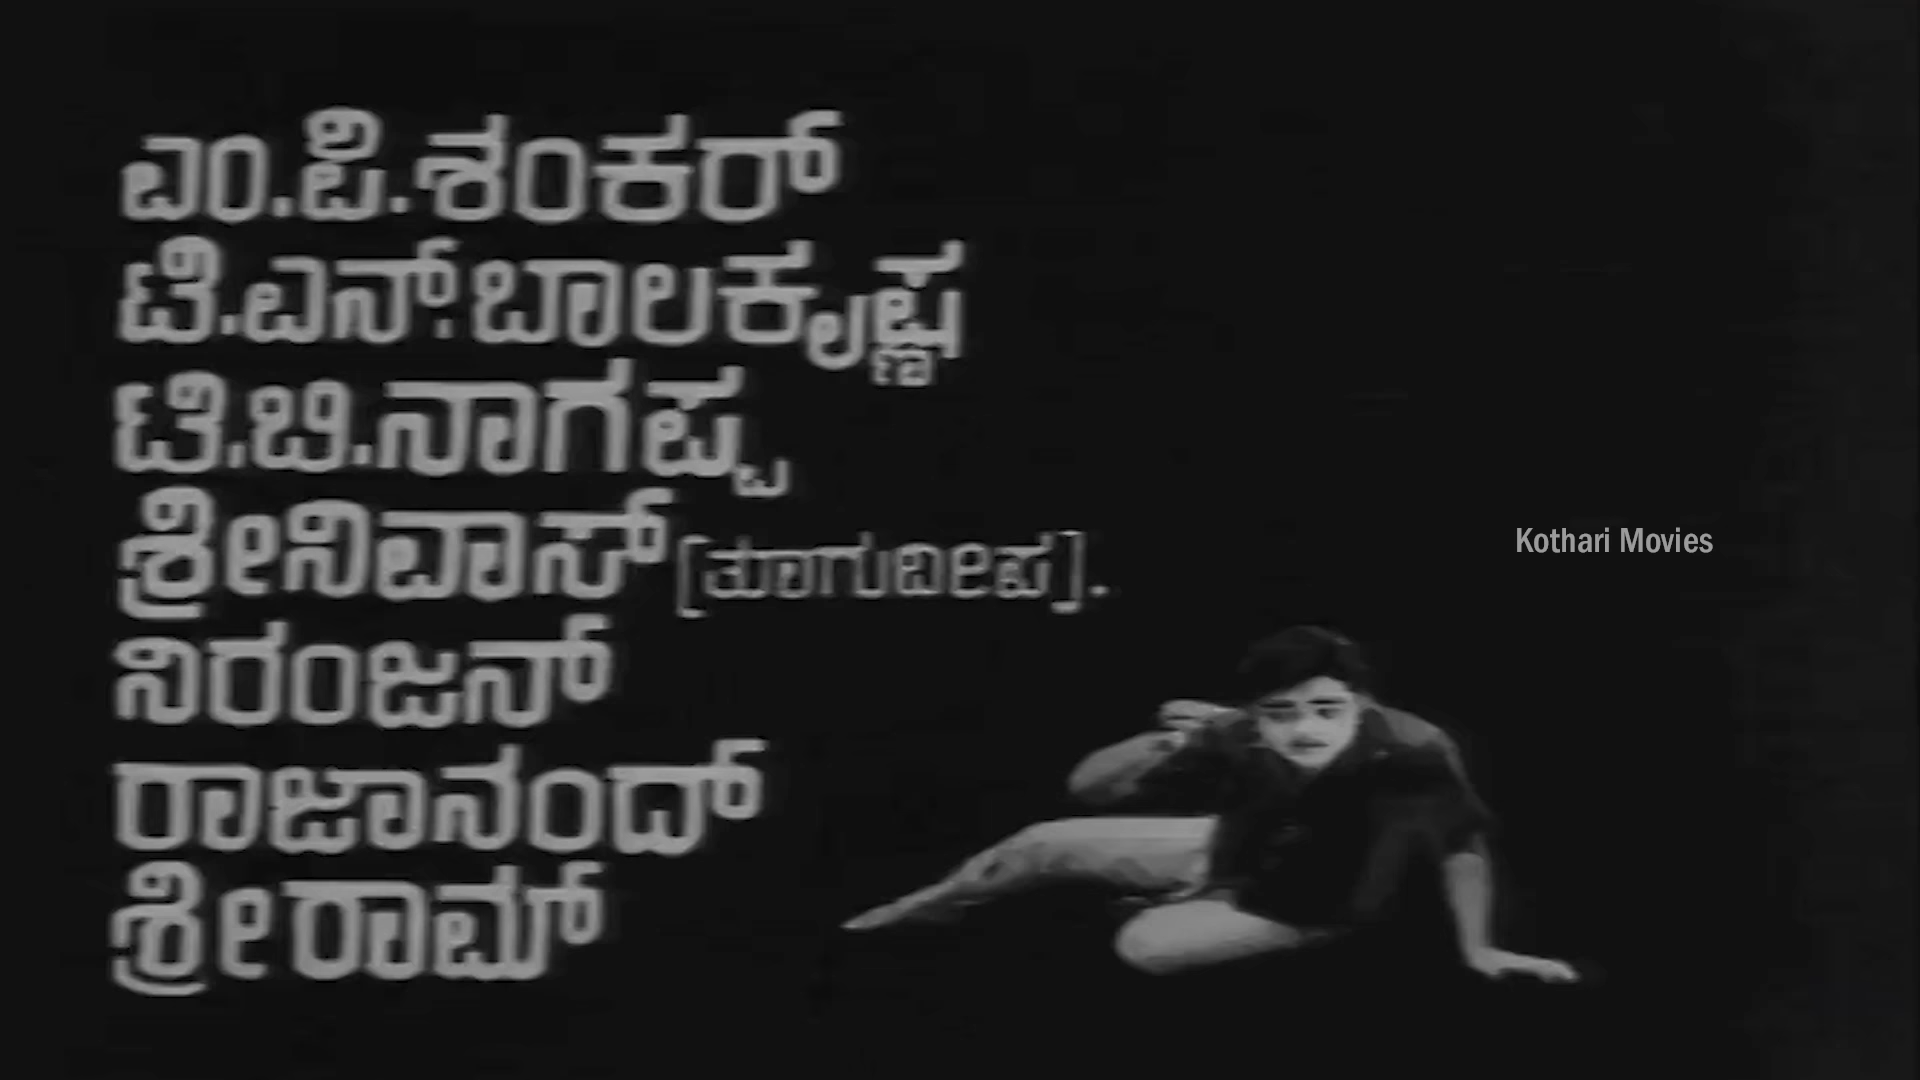 ಎಂ.ಪಿ.ಶಂಕರ್
ಟಿ.ಎನ್.ಬಾಲಕೃಷ್ಣ
ಟಿ.ಬಿ.ನಾಗಪ್ಪ
ಶ್ರೀನಿವಾಸ್ [ತೂಗುದೀಪ].
ನಿರಂಜನ್
ರಾಜಾನಂದ್
ಶ್ರೀರಾಮ್
Kothari Movies